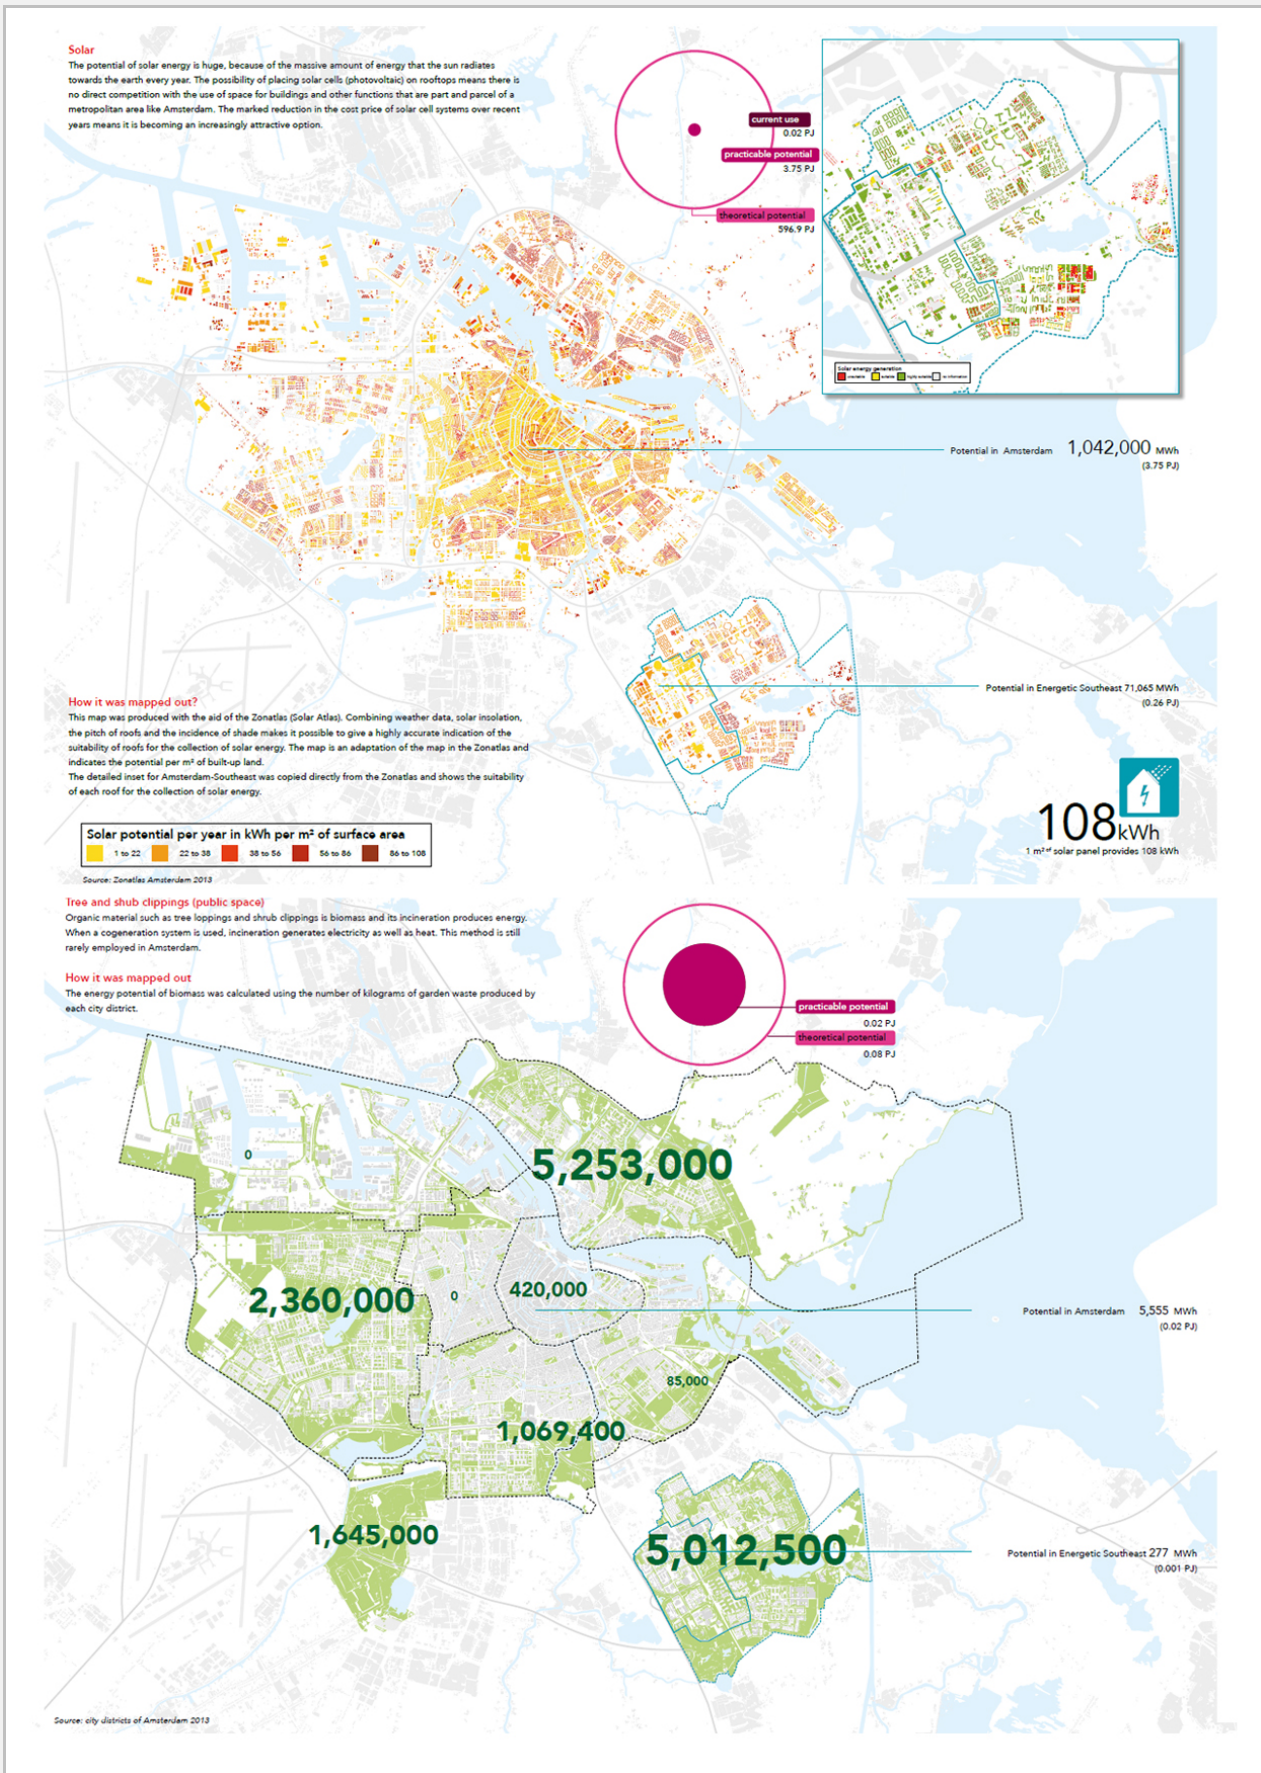 Solar
The potential of solar energy is huge, because of the massive amount of energy that the sun radiates
towards the earth every year. The possibility of placing solar cells (photovoltaic) on rooftops means there is
no direct competition with the use of space for buildings and other functions that are part and parcel of a
metropolitan area like Amsterdam. The marked reduction in the cost price of solar cell systems over recent
years means it is becoming an increasingly attractive option.
current use
0.02 PJ
practicable potential
3.75 PJ
theoretical potential
596.9 PJ
Solar energy generation
unsuitable
suitable
highly suitable
no information
Potential in Amsterdam 1,042,000 MWh
(3.75 PJ)
Potential in Energetic Southeast 71,065 MWh
(0.26 PJ)
How it was mapped out?
This map was produced with the aid of the Zonatlas (Solar Atlas). Combining weather data, solar insolation,
the pitch of roofs and the incidence of shade makes it possible to give a highly accurate indication of the
suitability of roofs for the collection of solar energy. The map is an adaptation of the map in the Zonatlas and
indicates the potential per m² of built-up land.
The detailed inset for Amsterdam-Southeast was copied directly from the Zonatlas and shows the suitability
of each roof for the collection of solar energy.
108 kWh
1 m² of solar panel provides 108 kWh
Solar potential per year in kWh per m² of surface area
1 to 22
22 to 38
38 to 56
56 to 86
86 to 108
Source: Zonatlas Amsterdam 2013
Tree and shub clippings (public space)
Organic material such as tree loppings and shrub clippings is biomass and its incineration produces energy.
When a cogeneration system is used, incineration generates electricity as well as heat. This method is still
rarely employed in Amsterdam.
How it was mapped out
The energy potential of biomass was calculated using the number of kilograms of garden waste produced by
each city district.
practicable potential
0.02 PJ
theoretical potential
0.08 PJ
0
5,253,000
2,360,000
0
420,000
Potential in Amsterdam 5,555 MWh
(0.02 PJ)
85,000
1,069,400
1,645,000
5,012,500
Potential in Energetic Southeast 277 MWh
(0.001 PJ)
Source: city districts of Amsterdam 2013